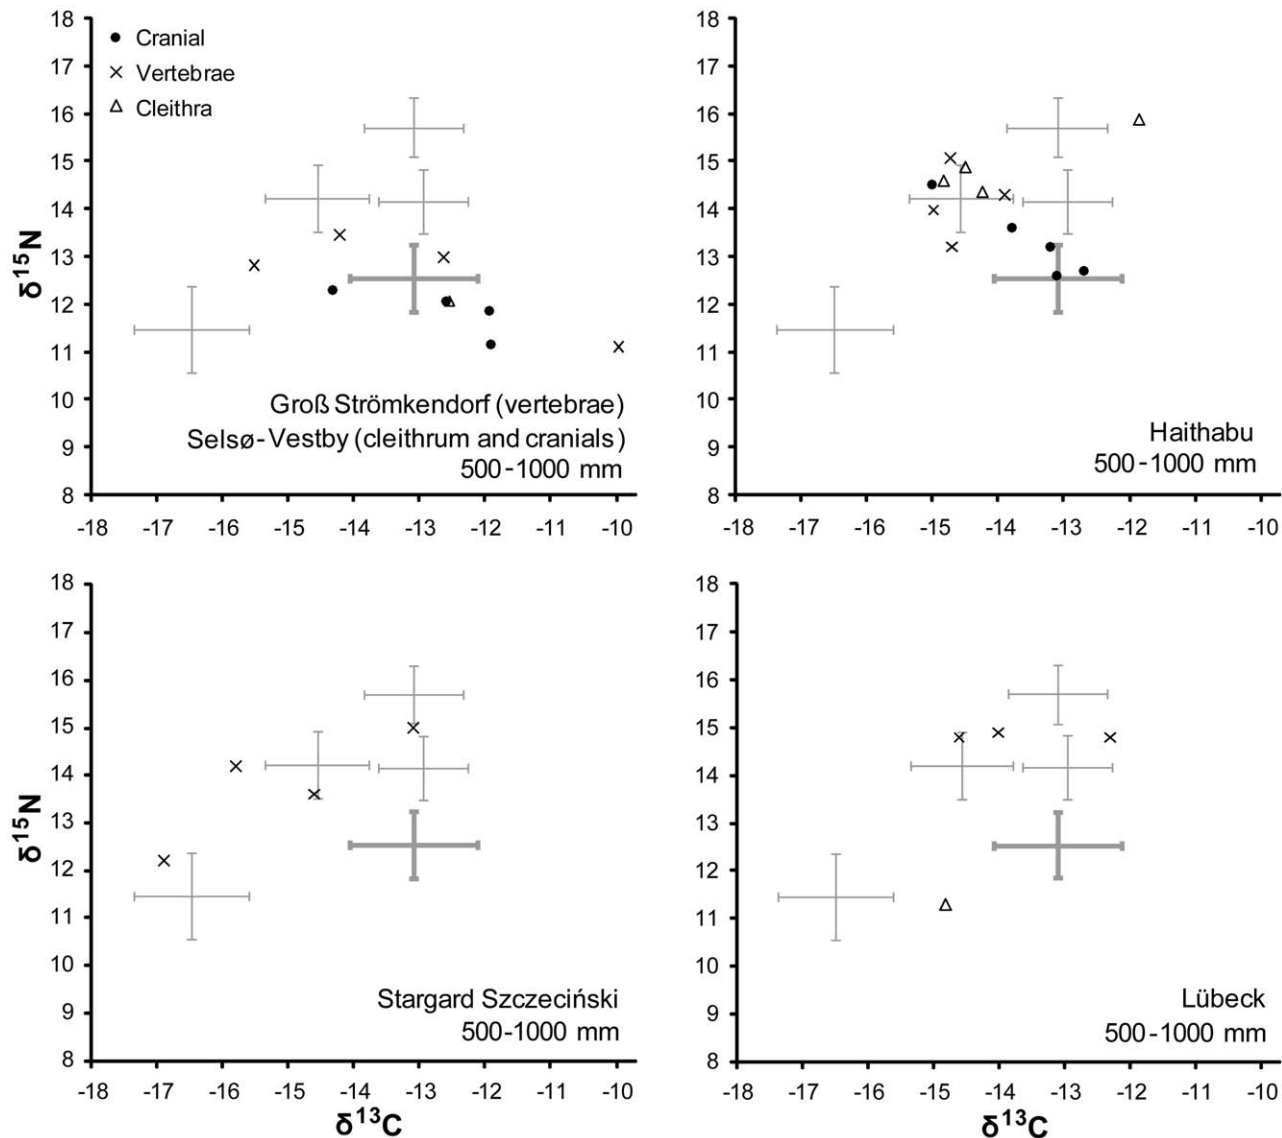 18
17
16
15
14
13
12
11
10
9
8
δ15N
Cranial
Vertebrae
Cleithra
Groß Strömkendorf (vertebrae)
Selsø-Vestby (cleithrum and cranials)
500-1000 mm
-18 -17 -16 -15 -14 -13 -12 -11 -10
18
17
16
15
14
13
12
11
10
9
8
Haithabu
500-1000 mm
-18 -17 -16 -15 -14 -13 -12 -11 -10
18
17
16
15
14
13
12
11
10
9
8
δ15N
Stargard Szczeciński
500-1000 mm
-18 -17 -16 -15 -14 -13 -12 -11 -10
δ13C
18
17
16
15
14
13
12
11
10
9
8
Lübeck
500-1000 mm
-18 -17 -16 -15 -14 -13 -12 -11 -10
δ13C